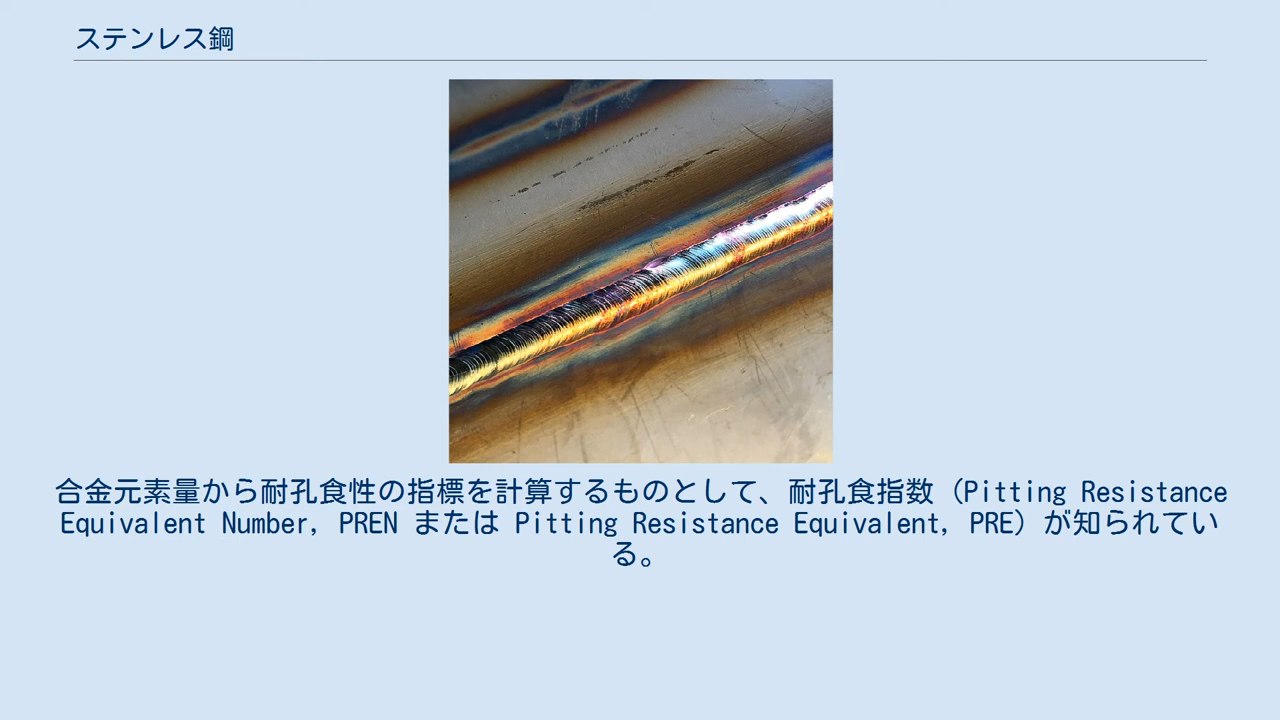 ステンレス鋼
合金元素量から耐孔食性の指標を計算するものとして、耐孔食指数（Pitting Resistance
Equivalent Number, PREN または Pitting Resistance Equivalent, PRE）が知られてい
る。